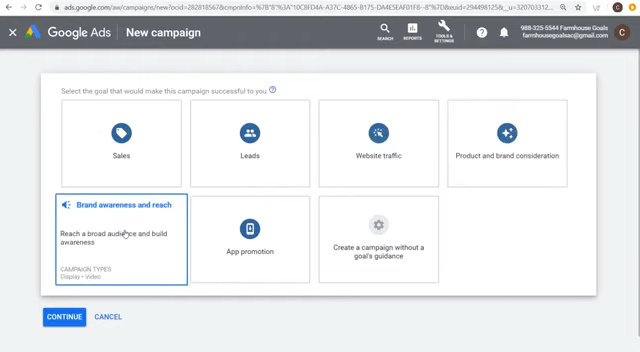 ads.google.com/aw/campaigns/new?ocid=282818567&cmpnInfo=%7B"8"%3A"10C8FD4A-A37C-4865-B175-DA4E5EAF01F8--8"%7D&euid=294498125&__u=320703312...
Google Ads
New campaign
SEARCH
REPORTS
TOOLS &
SETTINGS
988-325-5544 Farmhouse Goals
farmhousegoalsac@gmail.com
C
Select the goal that would make this campaign successful to you
Sales
Leads
Website traffic
Product and brand consideration
Brand awareness and reach
Reach a broad audience and build
awareness
CAMPAIGN TYPES
Display • Video
App promotion
Create a campaign without a
goal's guidance
CONTINUE
CANCEL